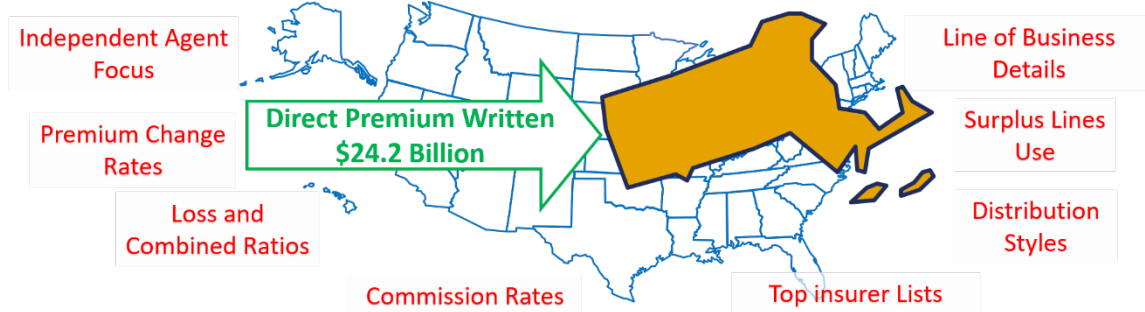 Independent Agent
Focus
Line of Business
Details
Direct Premium Written
$24.2 Billion
Premium Change
Rates
Surplus Lines
Use
Loss and
Combined Ratios
Distribution
Styles
Commission Rates
Top insurer Lists